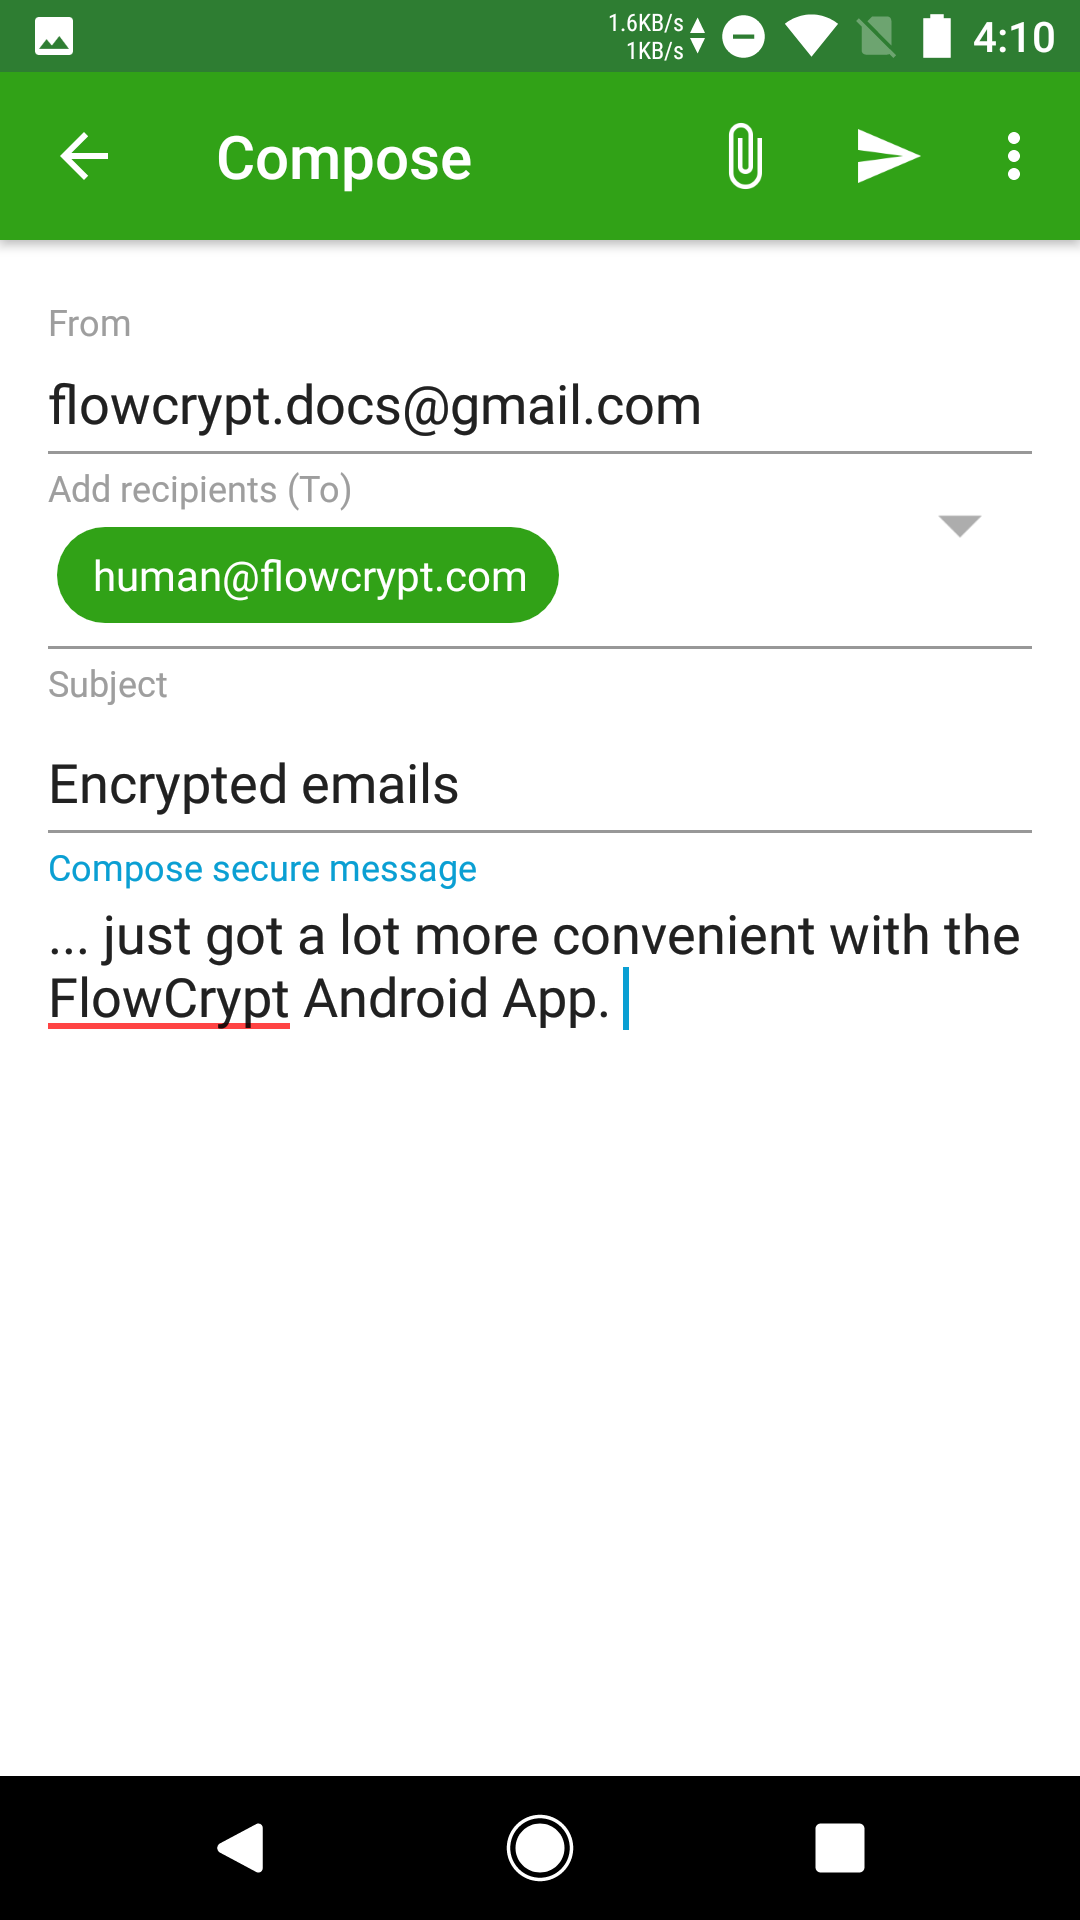 1.6KB/s
1KB/s
4:10
Compose
From
flowcrypt.docs@gmail.com
Add recipients (To)
human@flowcrypt.com
Subject
Encrypted emails
Compose secure message
... just got a lot more convenient with the
FlowCrypt Android App.